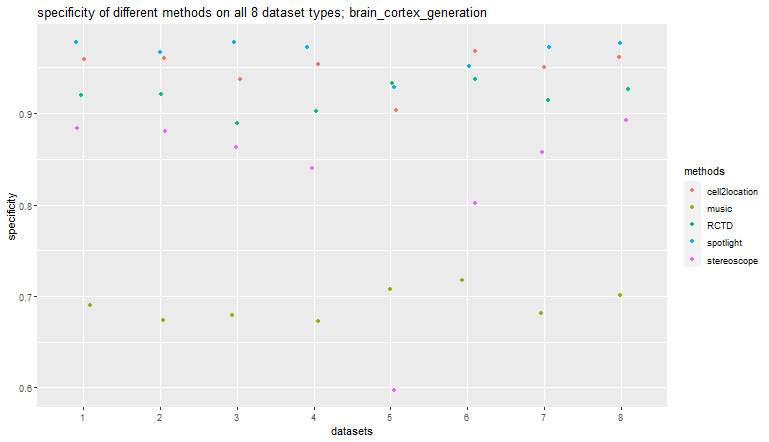 specificity of different methods on all 8 dataset types; brain_cortex_generation
specificity
0.9
0.8
0.7
0.6
1 2 3 4 5 6 7 8
datasets
methods
cell2location
music
RCTD
spotlight
stereoscope